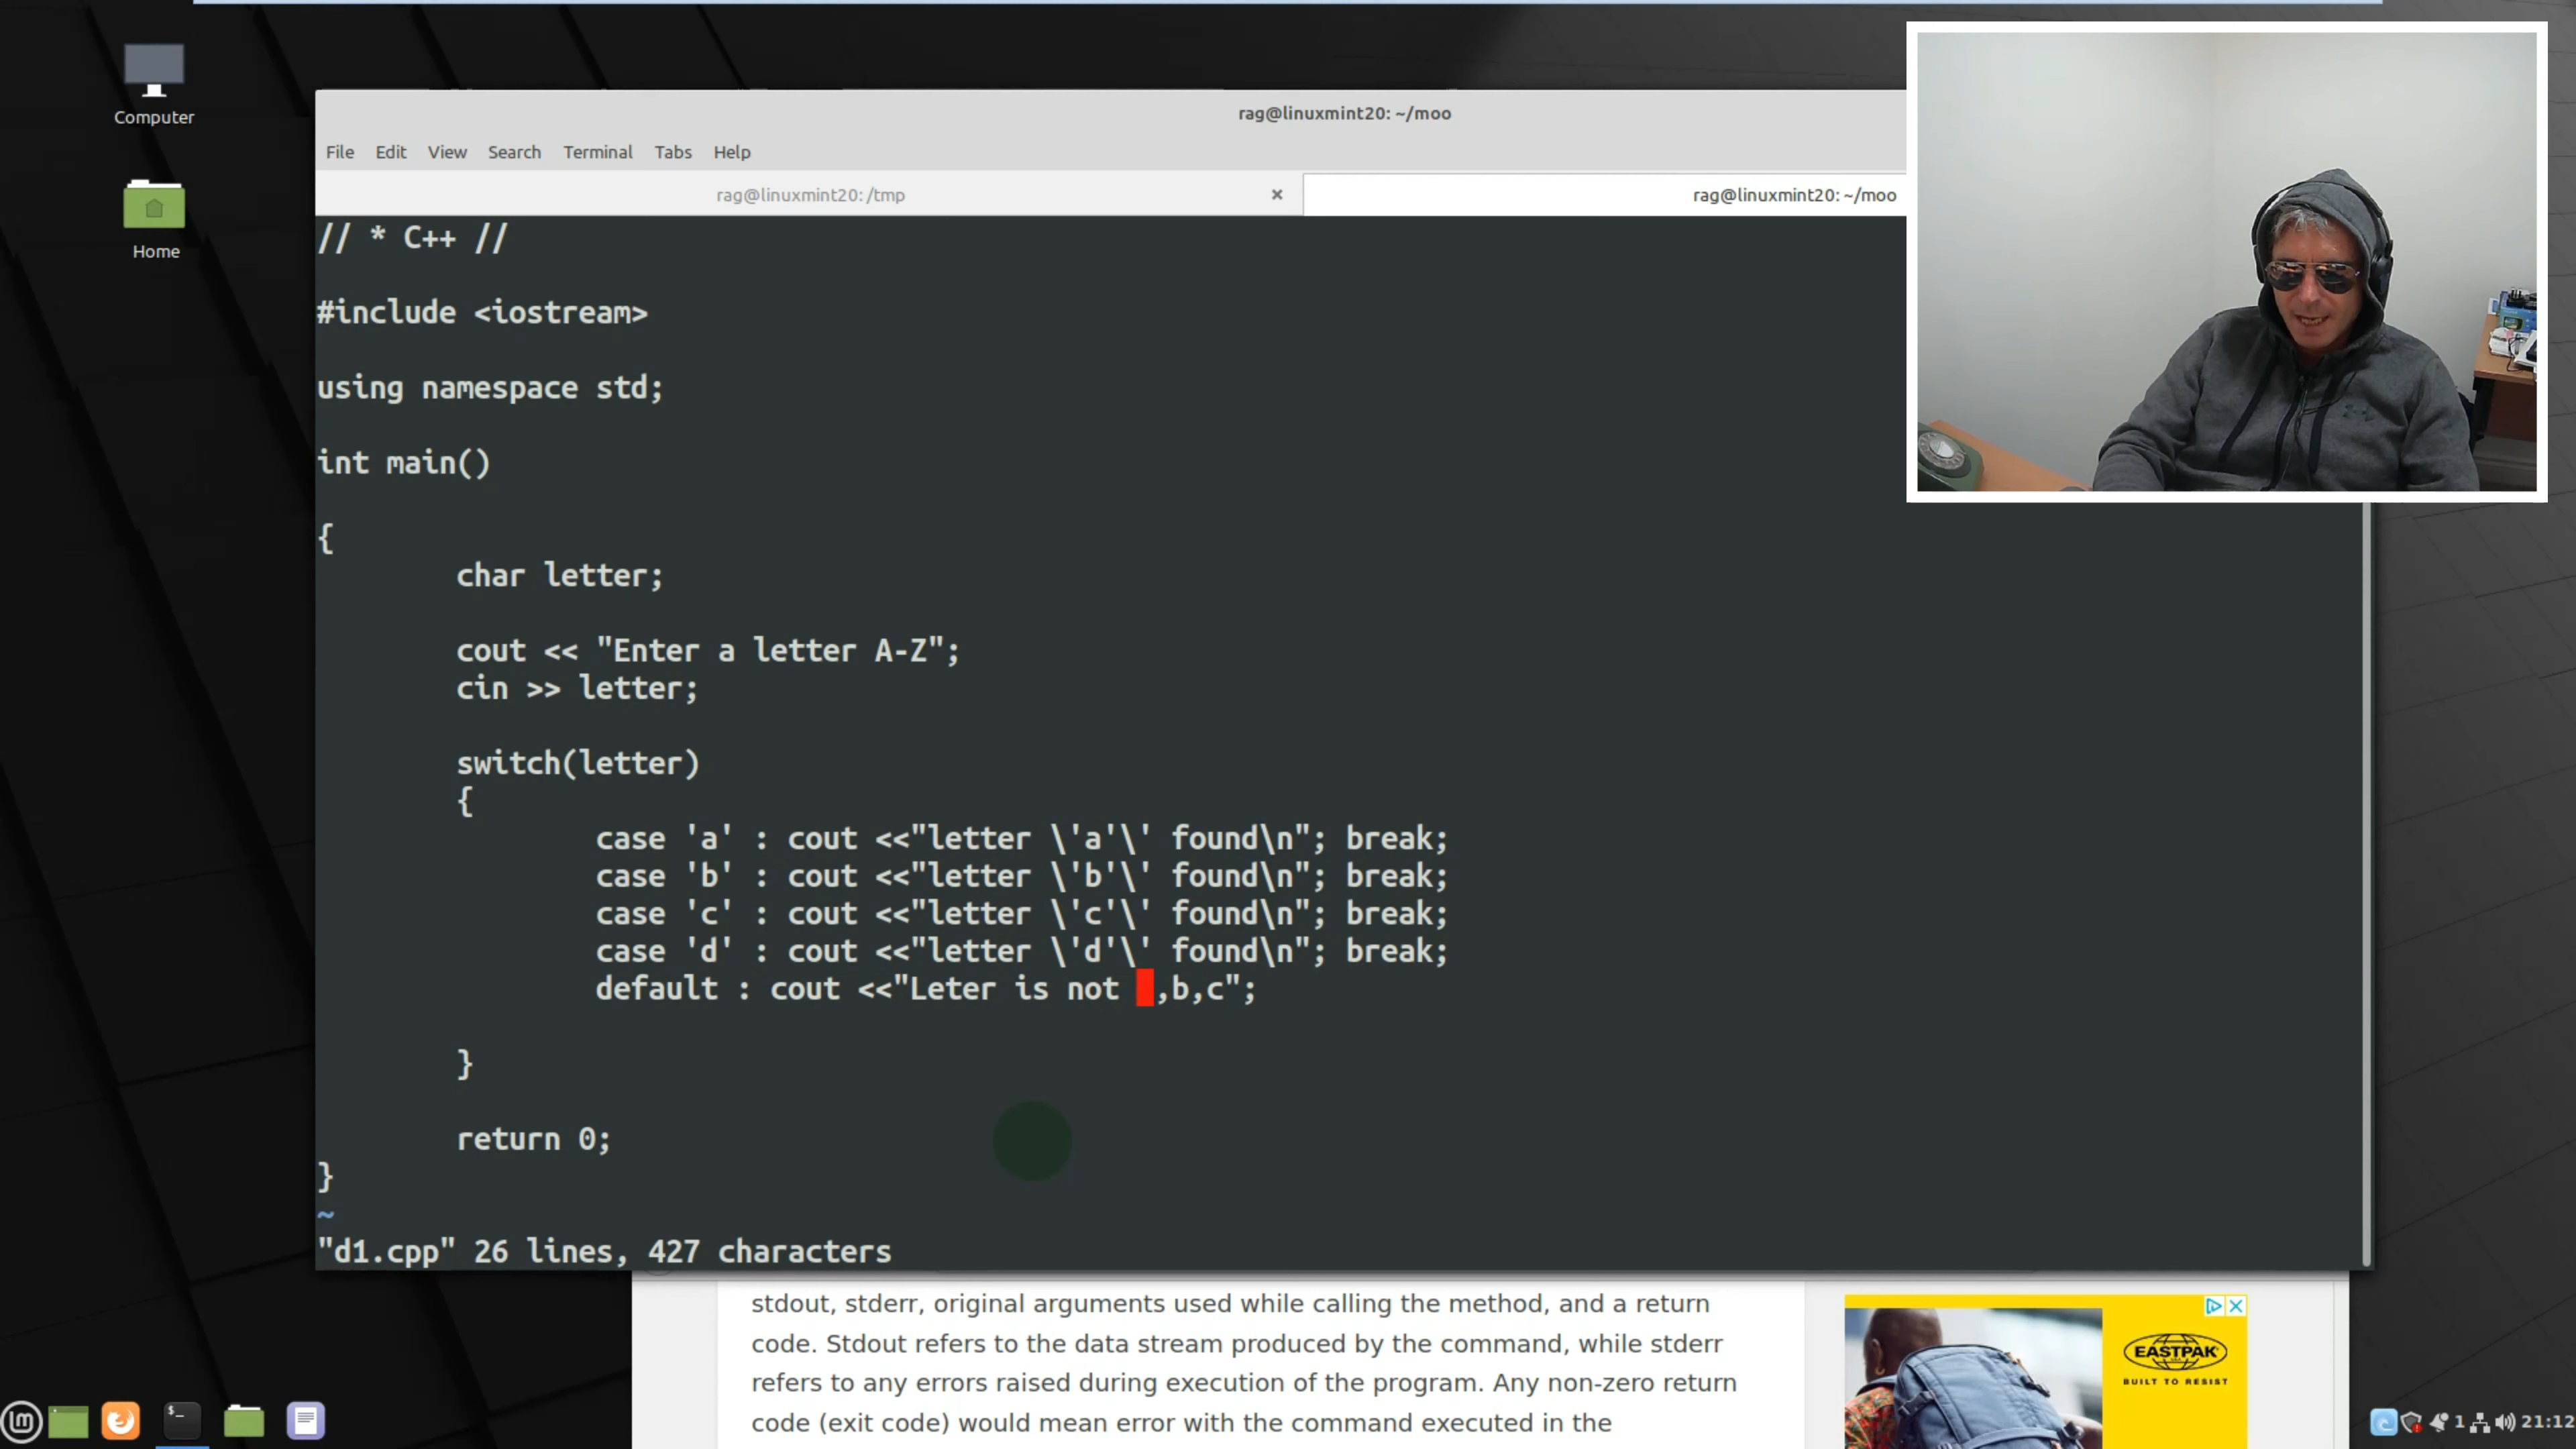 Computer
Home
rag@linuxmint20: ~/moo
File Edit View Search Terminal Tabs Help
rag@linuxmint20: /tmp ×
rag@linuxmint20: ~/moo
// * C++ //
#include <iostream>
using namespace std;
int main()
{
char letter;
cout << "Enter a letter A-Z";
cin >> letter;
switch(letter)
{
case 'a' : cout <<"letter \'a'\' found\n"; break;
case 'b' : cout <<"letter \'b'\' found\n"; break;
case 'c' : cout <<"letter \'c'\' found\n"; break;
case 'd' : cout <<"letter \'d'\' found\n"; break;
default : cout <<"Leter is not ,b,c";
}
return 0;
}
~
"d1.cpp" 26 lines, 427 characters
stdout, stderr, original arguments used while calling the method, and a return
code. Stdout refers to the data stream produced by the command, while stderr
refers to any errors raised during execution of the program. Any non-zero return
code (exit code) would mean error with the command executed in the
EASTPAK
BUILT TO RESIST
$_
1
21:12